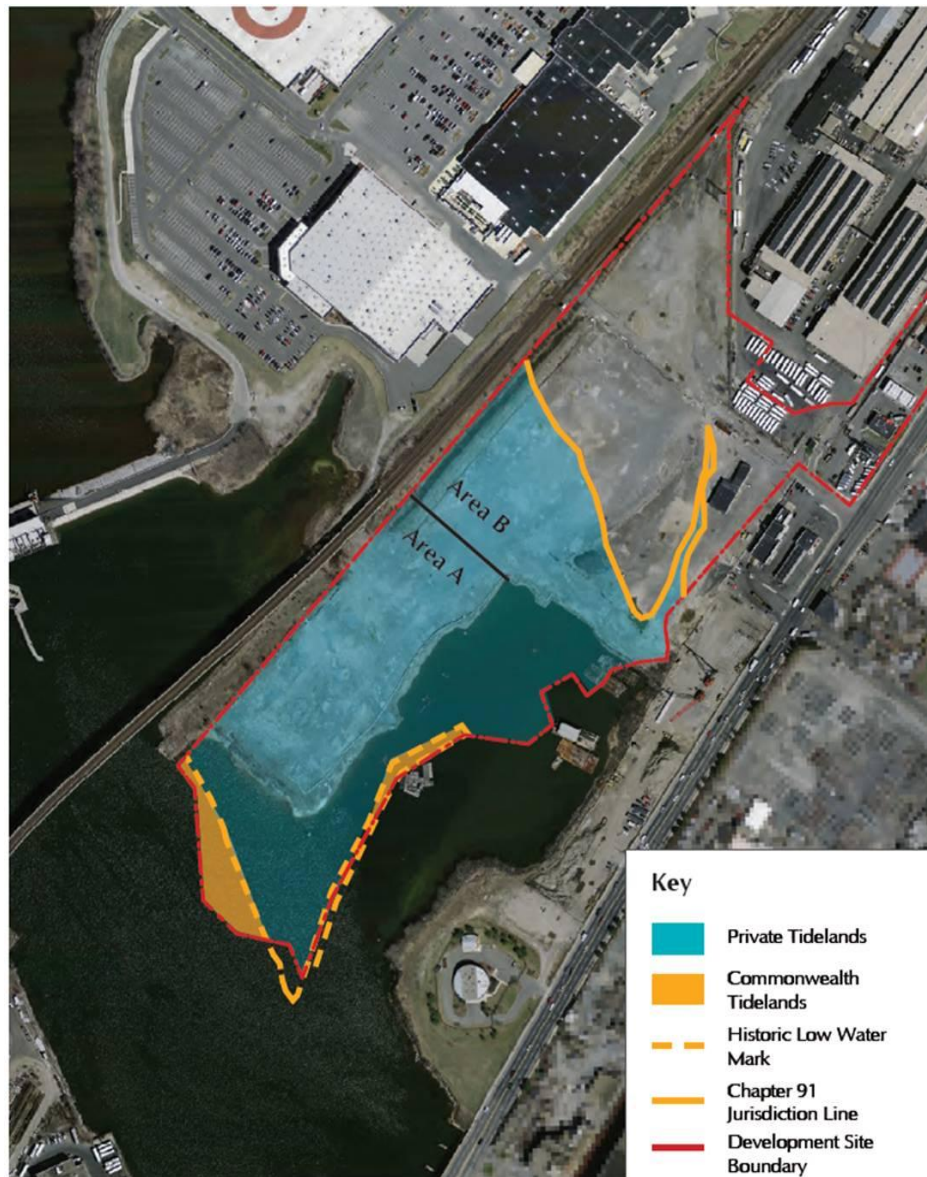 Area B
Area A
Key
Private Tidelands
Commonwealth
Tidelands
Historic Low Water
Mark
Chapter 91
Jurisdiction Line
Development Site
Boundary